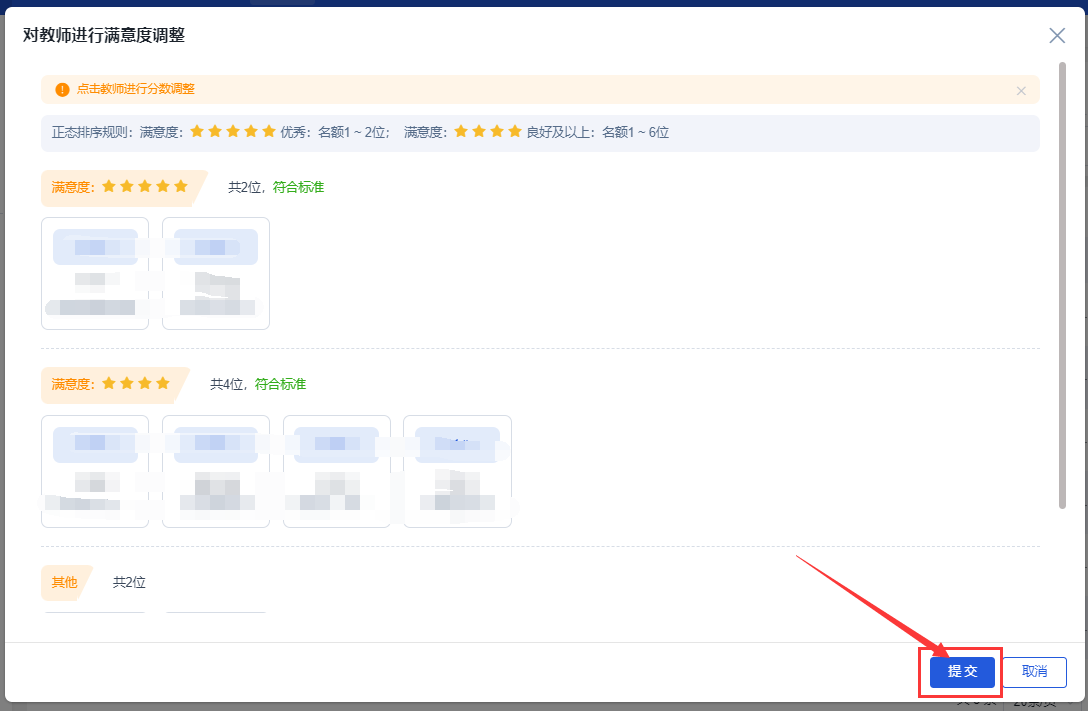 对教师进行满意度调整
点击教师进行分数调整
正态排序规则：满意度：★★★★★优秀：名额1 ~ 2位； 满意度：★★★★良好及以上：名额1 ~ 6位
满意度：★★★★★ 共2位，符合标准
满意度：★★★★ 共4位，符合标准
其他 共2位
提交 取消